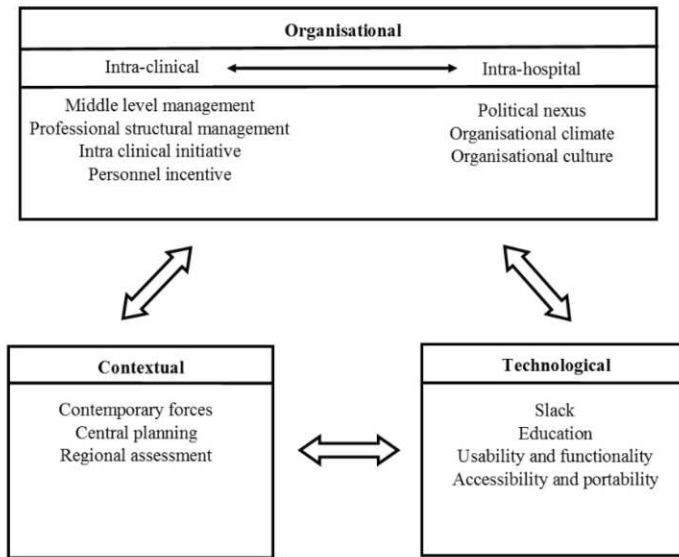 Organisational
Intra-clinical Intra-hospital
Middle level management
Professional structural management
Intra clinical initiative
Personnel incentive
Political nexus
Organisational climate
Organisational culture
Contextual
Contemporary forces
Central planning
Regional assessment
Technological
Slack
Education
Usability and functionality
Accessibility and portability